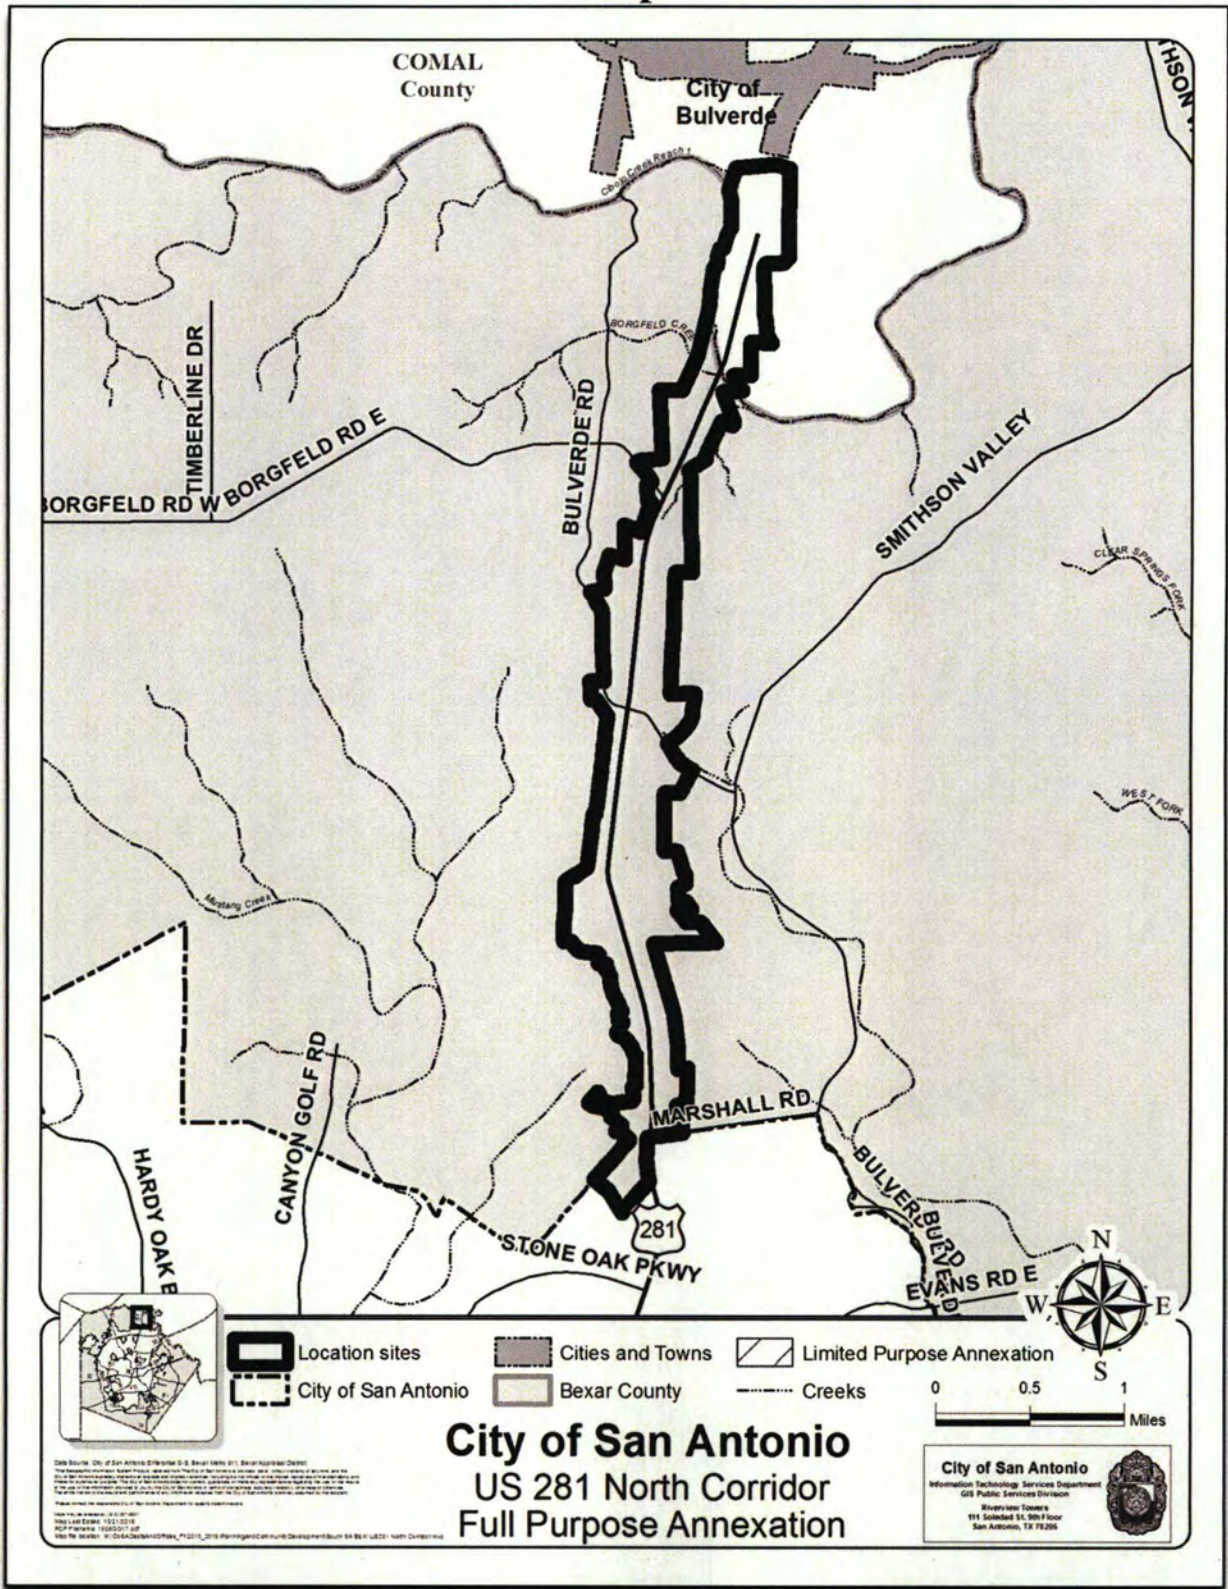 COMAL
County
City of
Bulverde
Cibolo Creek Reach 1
BORGFELD
TIMBERLINE DR
BULVERDE RD
BORGFELD RD E
BORGFELD RD W
SMITHSON VALLEY
CLEAR SPRINGS FORK
WEST FORK
Mustang Creek
CANYON GOLF RD
HARDY OAK
MARSHALL RD
BULVERDE RD
281
STONE OAK PKWY
EVANS RD E
N
W
E
S
Location sites
Cities and Towns
Limited Purpose Annexation
City of San Antonio
Bexar County
Creeks
0 0.5 1
Miles
City of San Antonio
US 281 North Corridor
Full Purpose Annexation
City of San Antonio
Information Technology Services Department
GIS Public Services Division
Riverview Towers
111 Soledad St. 9th Floor
San Antonio, TX 78205